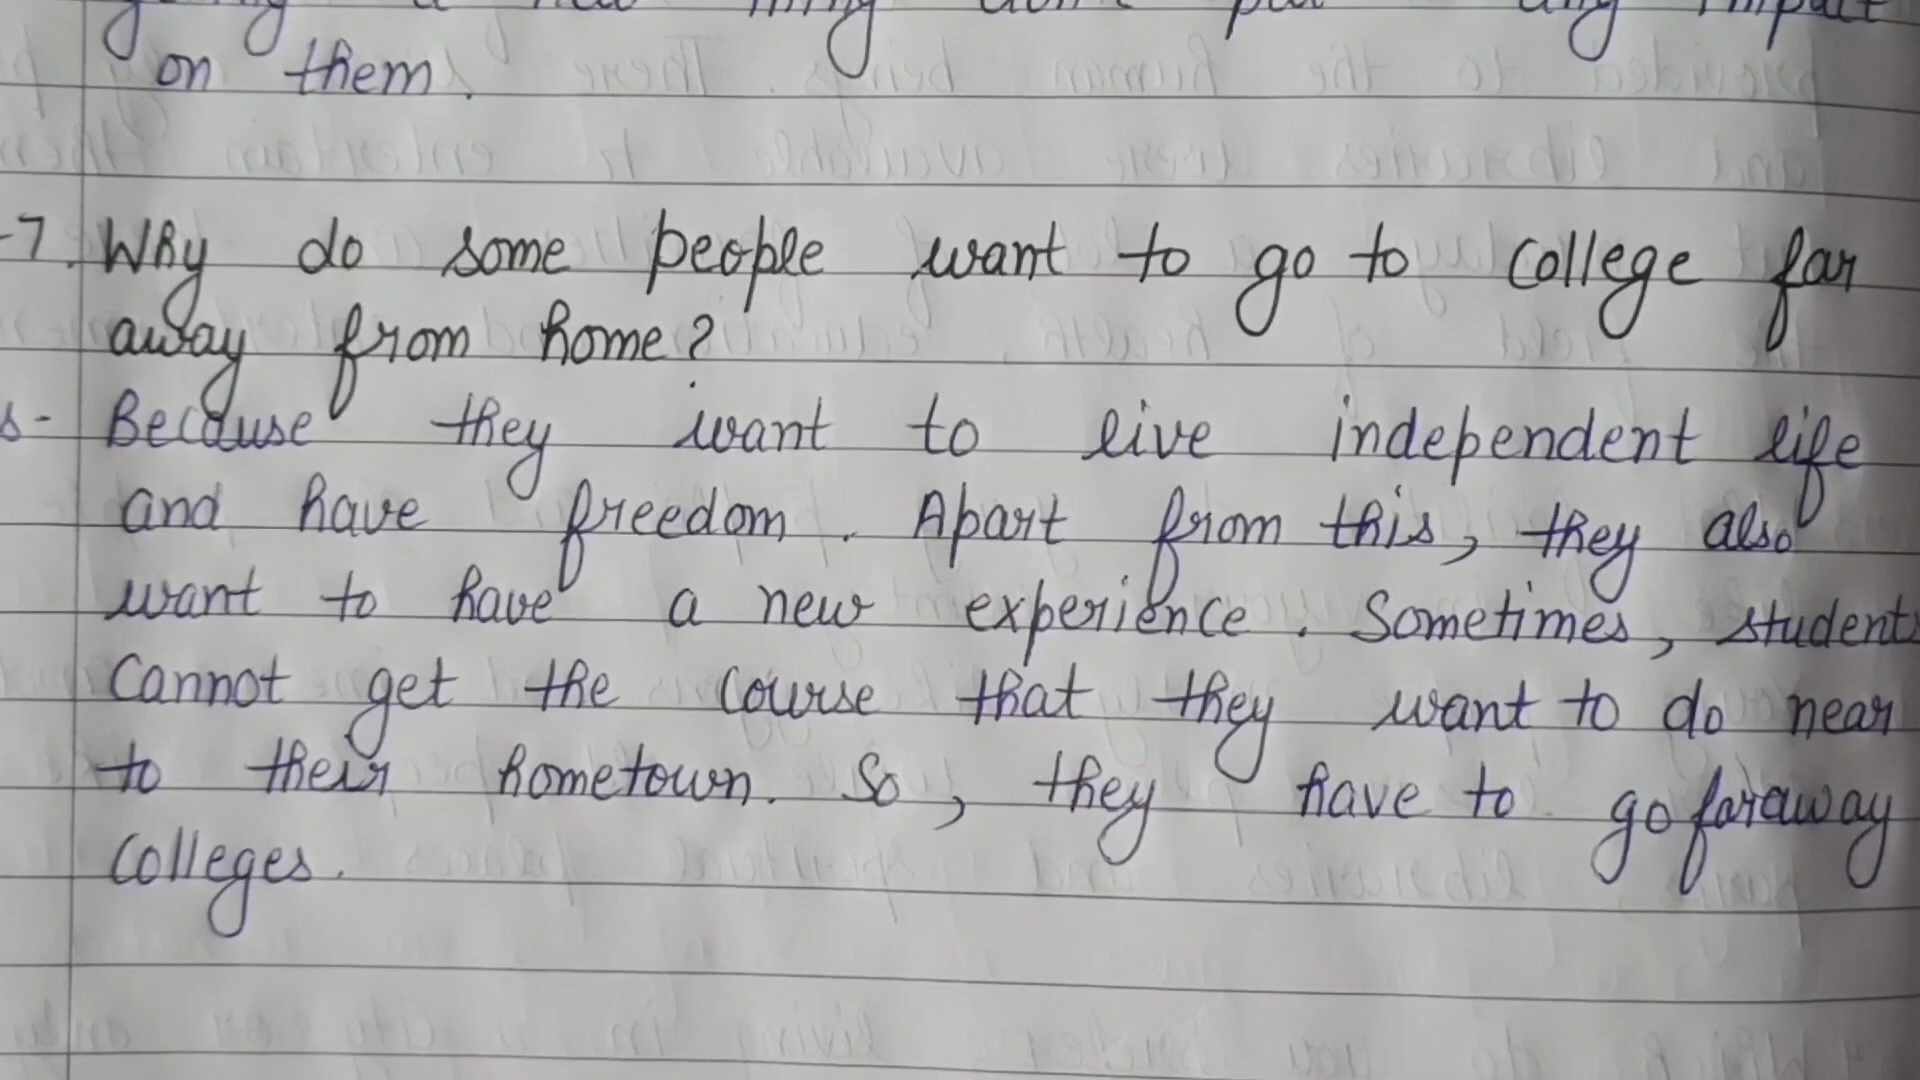 on them.
-7. Why do some people want to go to college far
away from home?
s- Because they want to live independent life
and have freedom. Apart from this, they also
want to have a new experience. Sometimes, students
cannot get the course that they want to do near
to their hometown. So, they have to go faraway
colleges.